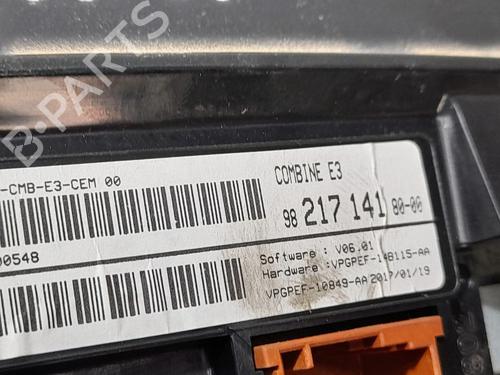 B-PARTS
-CMB-E3-CEM 00
COMBINE E3
98 217 141 80-00
00548
Software : V06.01
Hardware :VPGPEF-14B115-AA
VPGPEF-10849-AA 2017/01/19